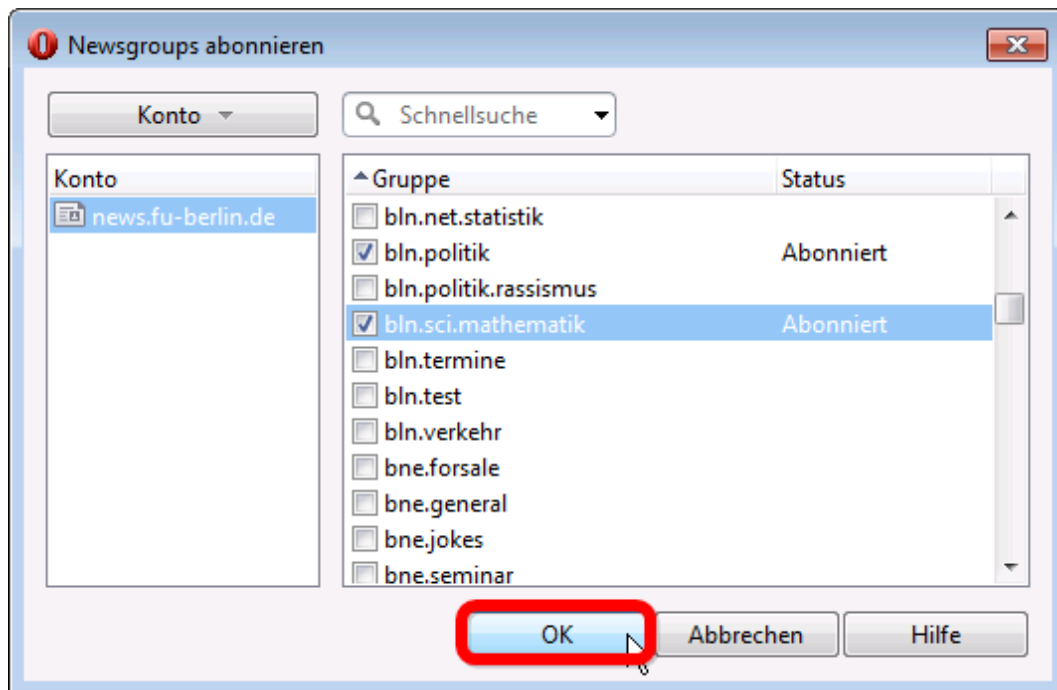 Newsgroups abonnieren
Konto
Schnellsuche
Konto
news.fu-berlin.de
Gruppe Status
bln.net.statistik
bln.politik Abonniert
bln.politik.rassismus
bln.sci.mathematik Abonniert
bln.termine
bln.test
bln.verkehr
bne.forsale
bne.general
bne.jokes
bne.seminar
OK Abbrechen Hilfe